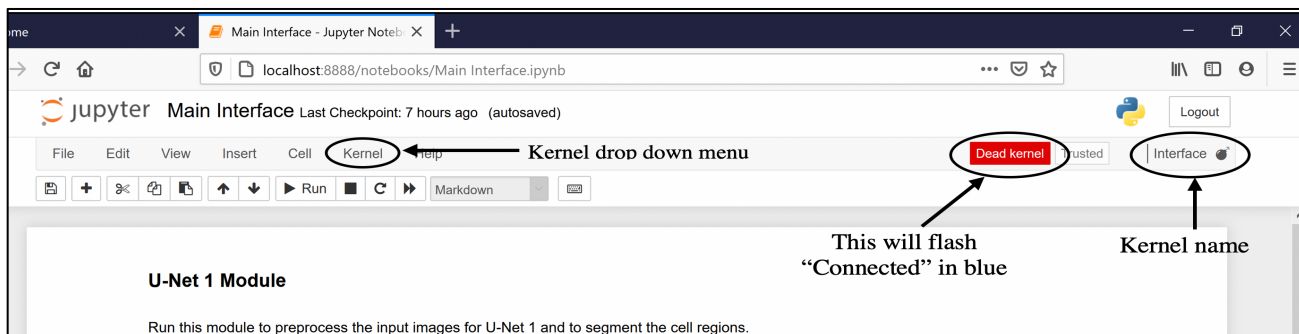 ome
Main Interface - Jupyter Noteb
localhost:8888/notebooks/Main Interface.ipynb
jupyter Main Interface Last Checkpoint: 7 hours ago (autosaved)
Logout
File Edit View Insert Cell Kernel Help
Kernel drop down menu
Dead kernel Trusted Interface
Run Markdown
This will flash
“Connected” in blue
Kernel name
U-Net 1 Module
Run this module to preprocess the input images for U-Net 1 and to segment the cell regions.